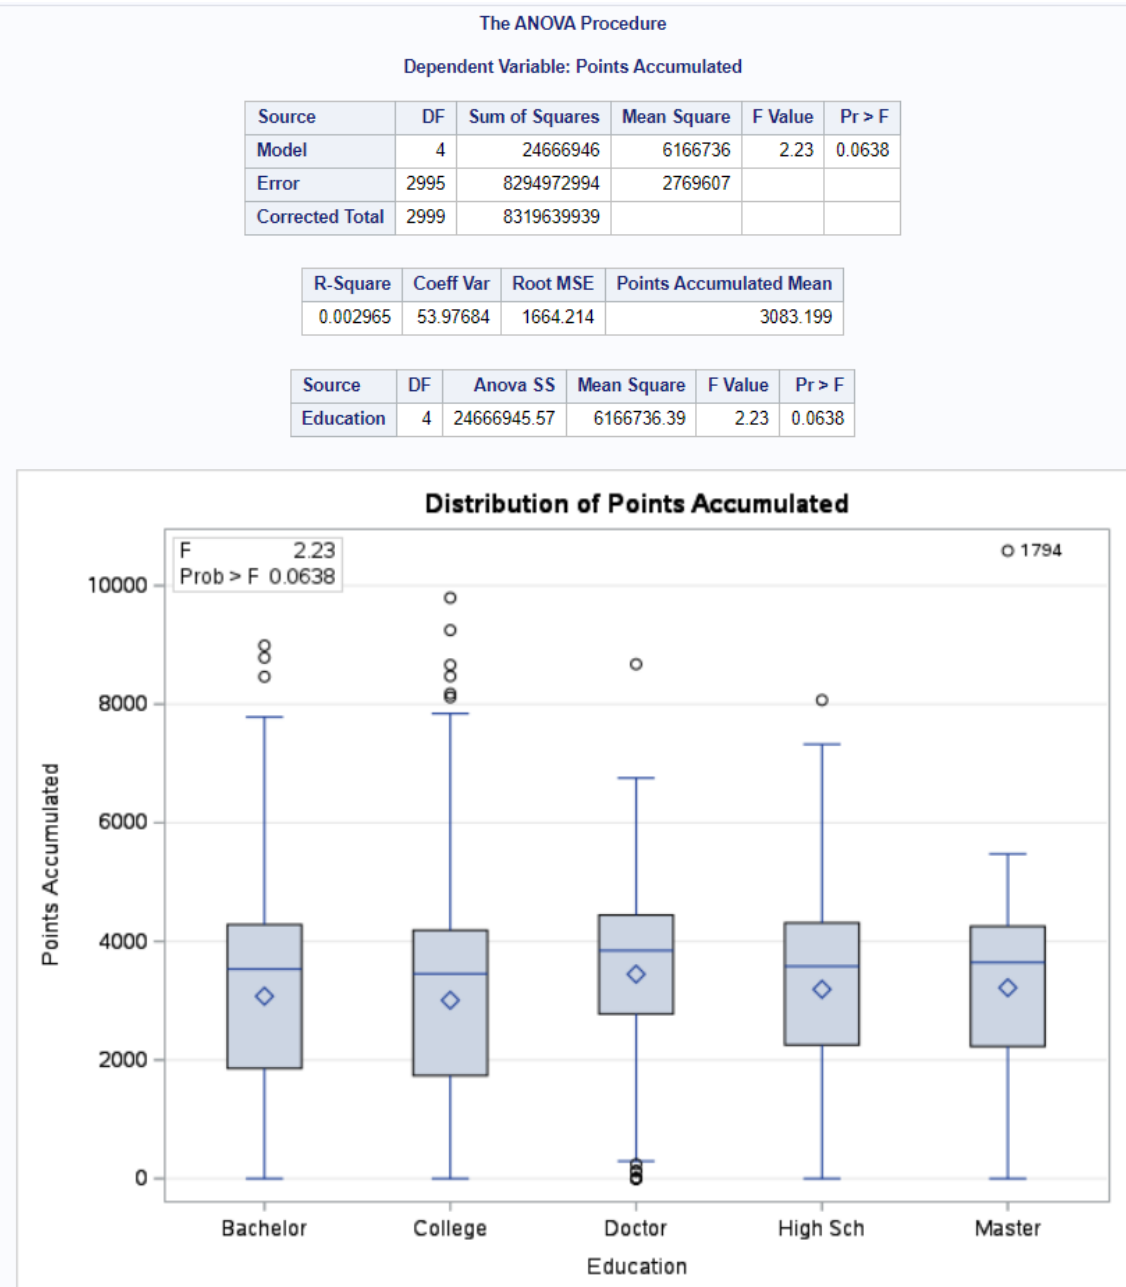 The ANOVA Procedure
Dependent Variable: Points Accumulated
Source DF Sum of Squares Mean Square F Value Pr > F
Model 4 24666946 6166736 2.23 0.0638
Error 2995 8294972994 2769607
Corrected Total 2999 8319639939
R-Square Coeff Var Root MSE Points Accumulated Mean
0.002965 53.97684 1664.214 3083.199
Source DF Anova SS Mean Square F Value Pr > F
Education 4 24666945.57 6166736.39 2.23 0.0638
Distribution of Points Accumulated
F 2.23
Prob > F 0.0638
1794
10000
8000
6000
4000
2000
0
Points Accumulated
Bachelor College Doctor High Sch Master
Education